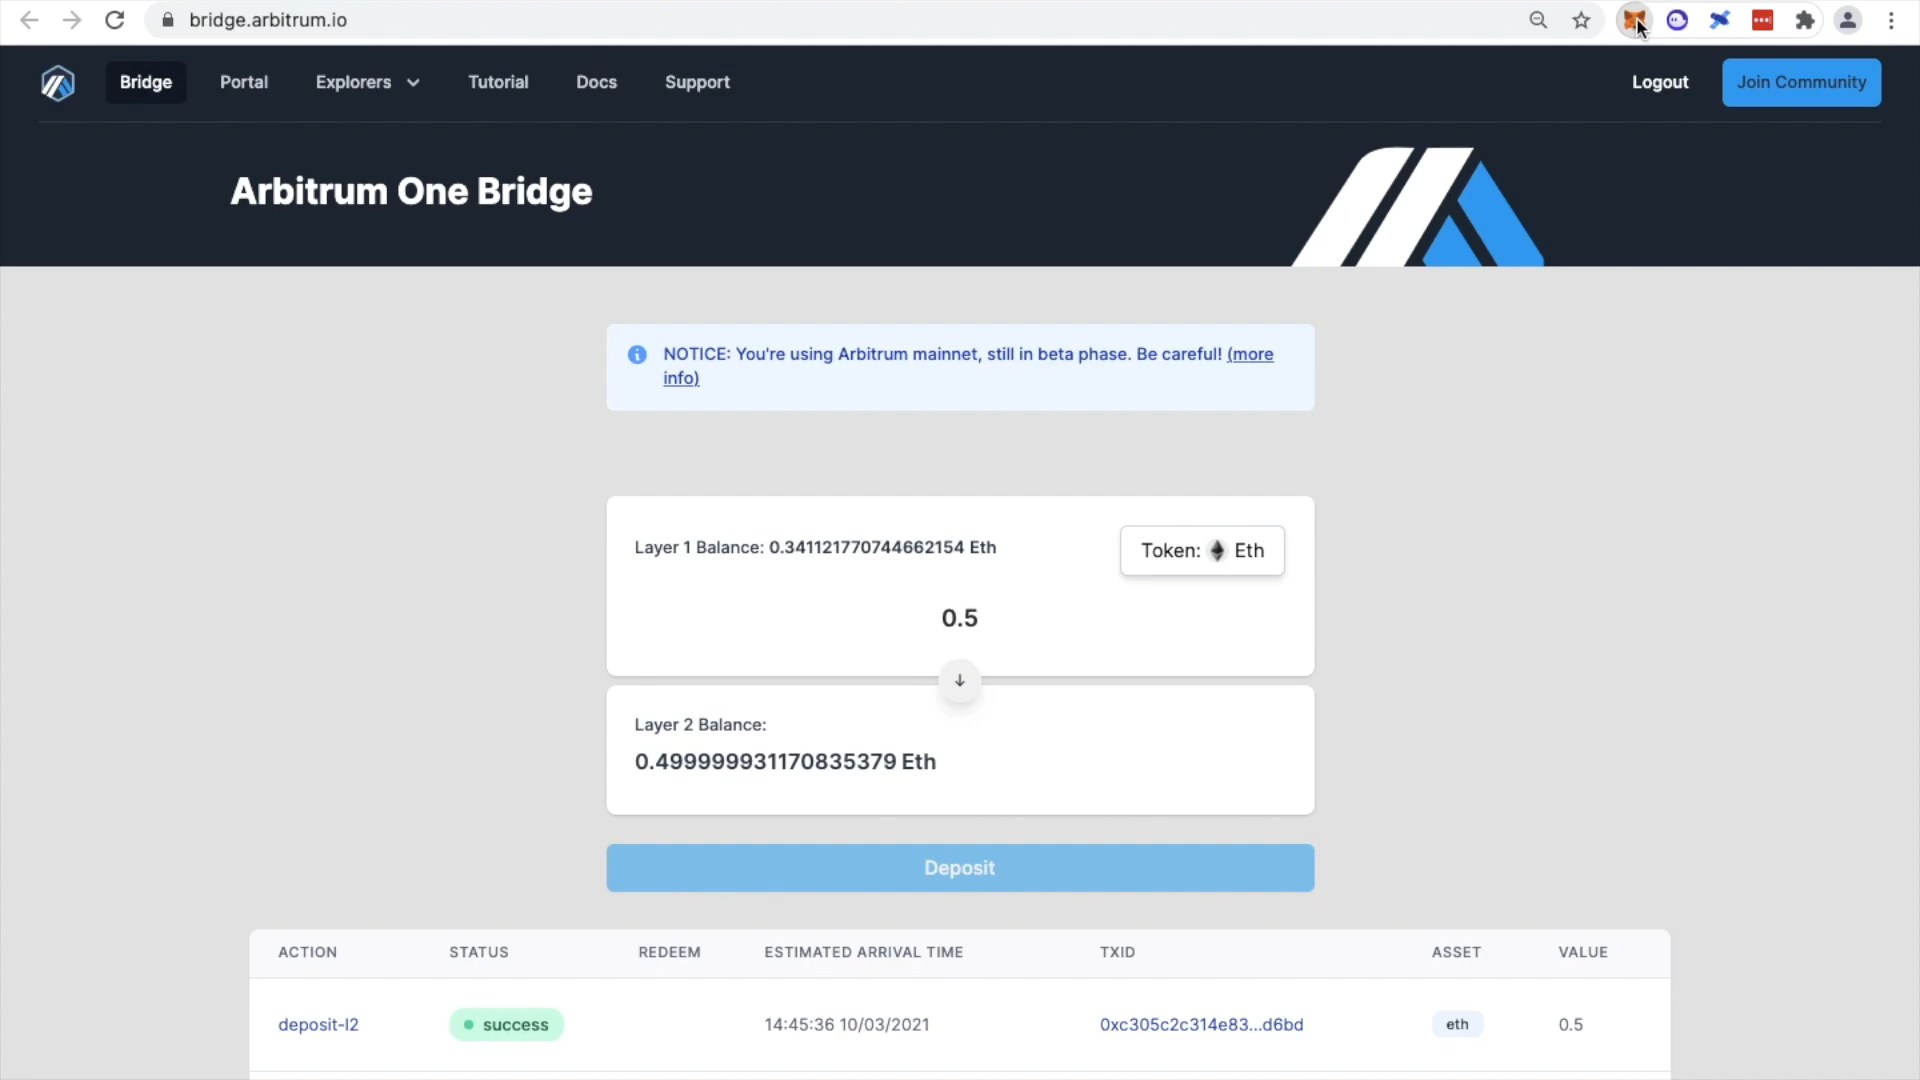 bridge.arbitrum.io
Bridge
Portal
Explorers
Tutorial
Docs
Support
Logout
Join Community
Arbitrum One Bridge
NOTICE: You're using Arbitrum mainnet, still in beta phase. Be careful! (more
info)
Layer 1 Balance: 0.341121770744662154 Eth
Token: Eth
0.5
Layer 2 Balance:
0.499999931170835379 Eth
Deposit
ACTION STATUS REDEEM ESTIMATED ARRIVAL TIME TXID ASSET VALUE
deposit-l2 success 14:45:36 10/03/2021 0xc305c2c314e83...d6bd eth 0.5